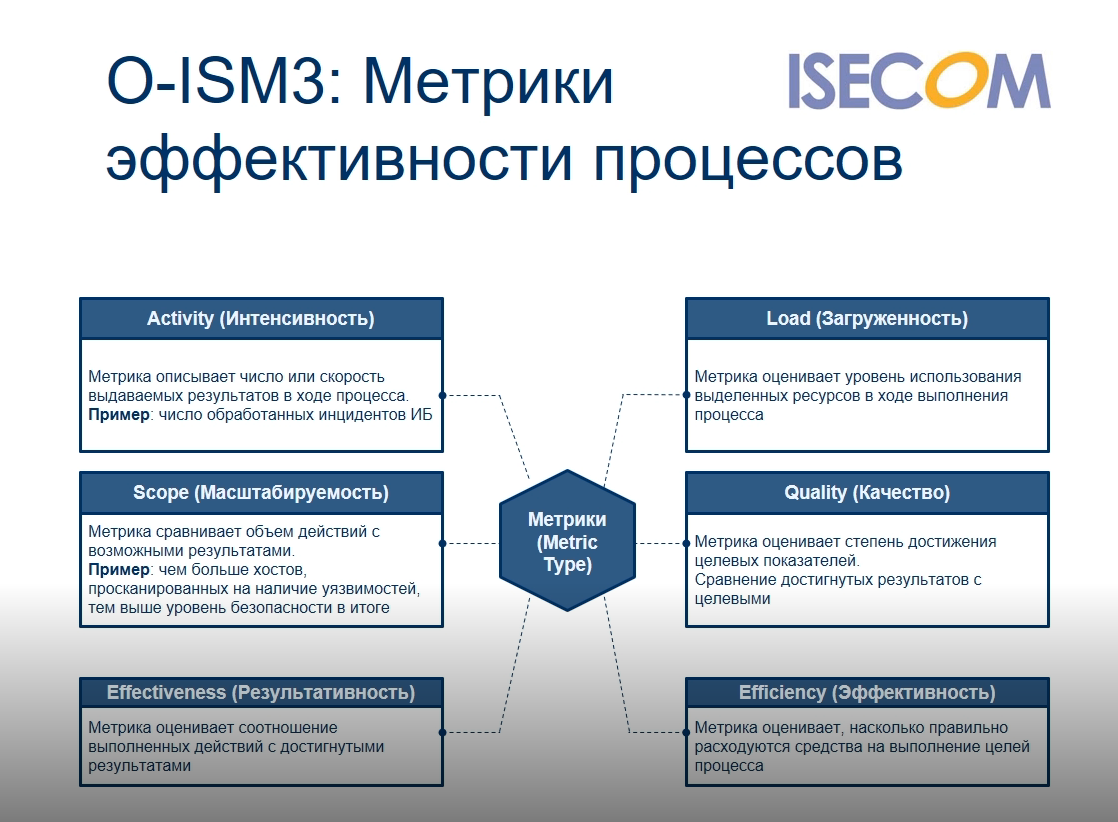 O-ISM3: Метрики
эффективности процессов
ISECOM
Activity (Интенсивность)
Метрика описывает число или скорость
выдаваемых результатов в ходе процесса.
Пример: число обработанных инцидентов ИБ
Load (Загруженность)
Метрика оценивает уровень использования
выделенных ресурсов в ходе выполнения
процесса
Scope (Масштабируемость)
Метрика сравнивает объем действий с
возможными результатами.
Пример: чем больше хостов,
просканированных на наличие уязвимостей,
тем выше уровень безопасности в итоге
Метрики
(Metric
Type)
Quality (Качество)
Метрика оценивает степень достижения
целевых показателей.
Сравнение достигнутых результатов с
целевыми
Effectiveness (Результативность)
Метрика оценивает соотношение
выполненных действий с достигнутыми
результатами
Efficiency (Эффективность)
Метрика оценивает, насколько правильно
расходуются средства на выполнение целей
процесса